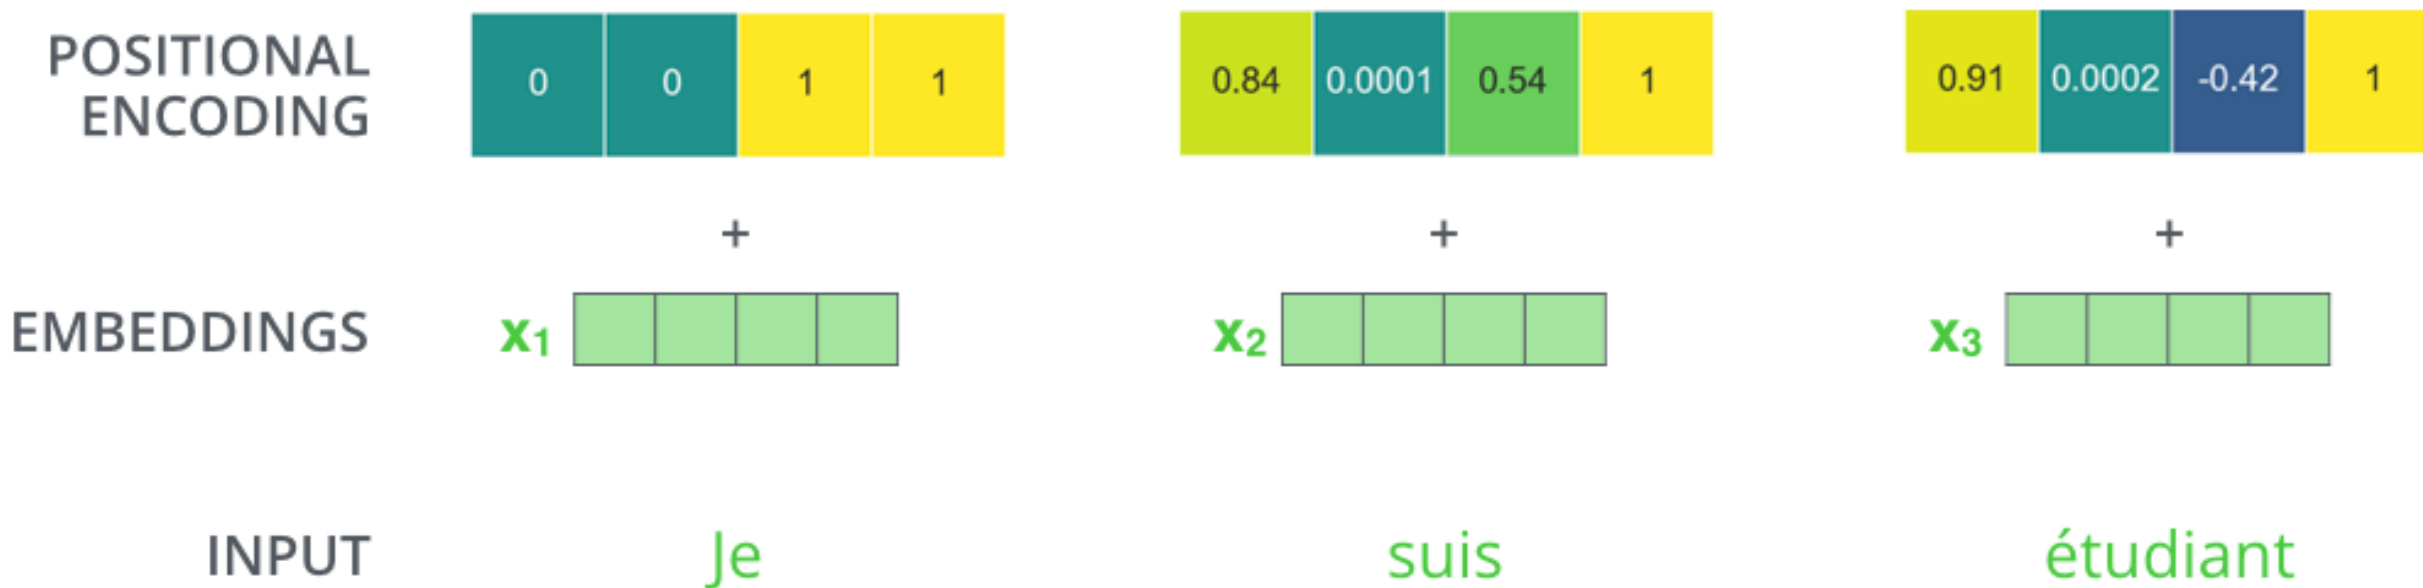 POSITIONAL
ENCODING
0 0 1 1
0.84 0.0001 0.54 1
0.91 0.0002 -0.42 1
+ + +
EMBEDDINGS
x1
x2
x3
INPUT
Je
suis
étudiant